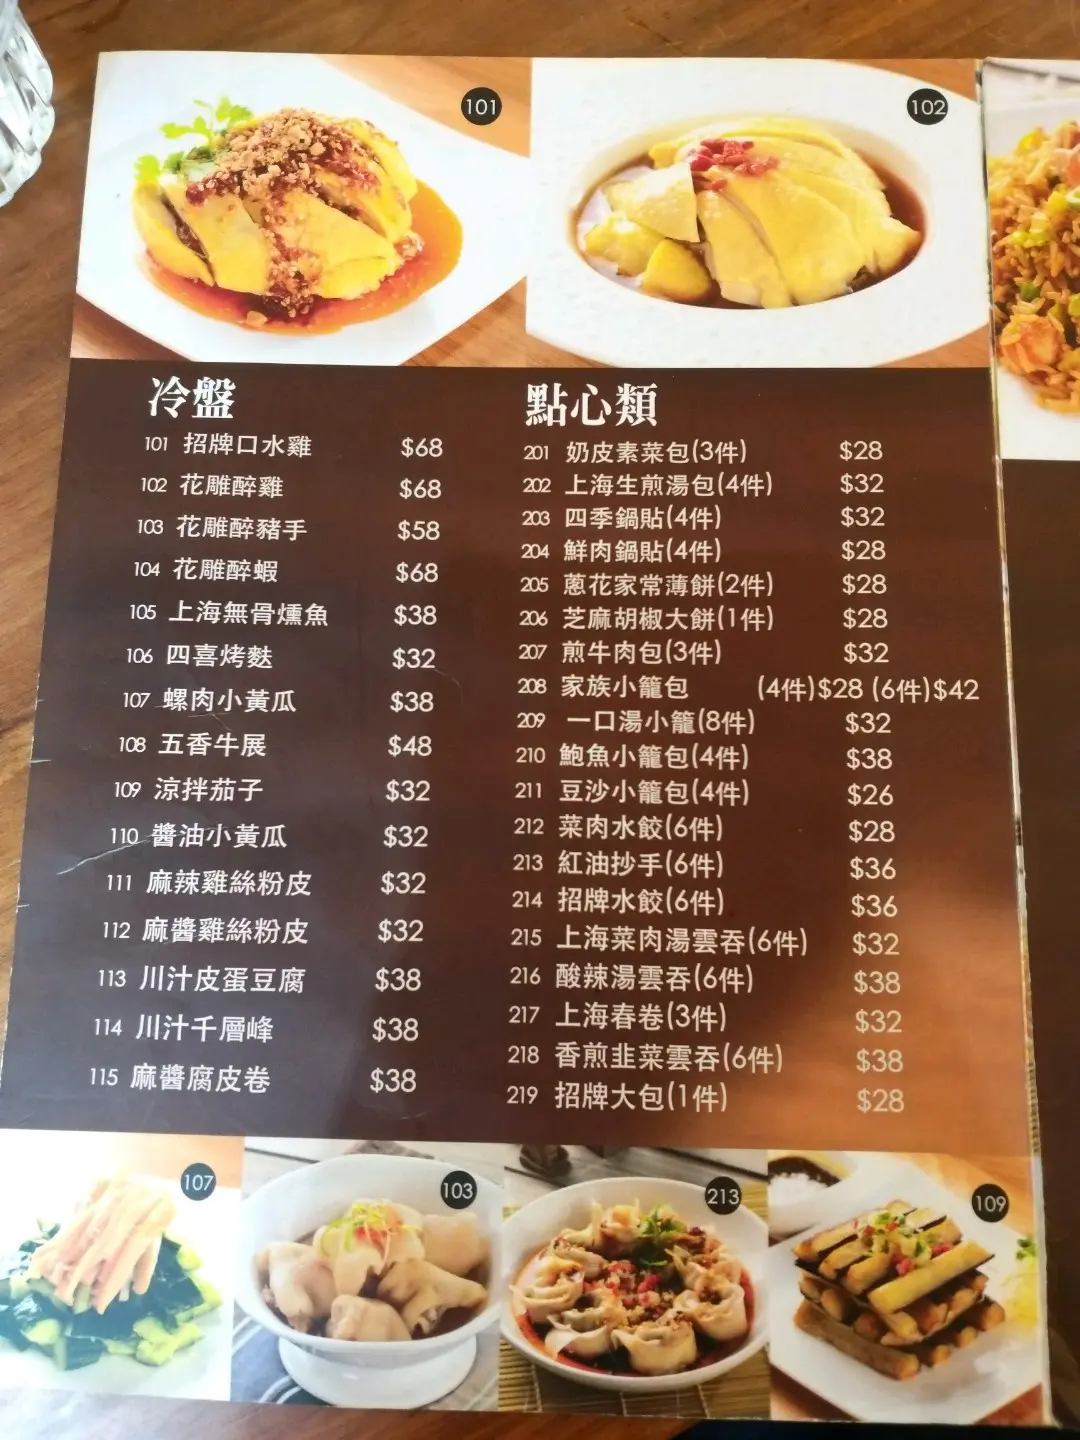 101
102
冷盤
101 招牌口水雞 $68
102 花雕醉雞 $68
103 花雕醉豬手 $58
104 花雕醉蝦 $68
105 上海無骨燻魚 $38
106 四喜烤麩 $32
107 螺肉小黃瓜 $38
108 五香牛展 $48
109 涼拌茄子 $32
110 醬油小黃瓜 $32
111 麻辣雞絲粉皮 $32
112 麻醬雞絲粉皮 $32
113 川汁皮蛋豆腐 $38
114 川汁千層峰 $38
115 麻醬腐皮卷 $38
點心類
201 奶皮素菜包(3件) $28
202 上海生煎湯包(4件) $32
203 四季鍋貼(4件) $32
204 鮮肉鍋貼(4件) $28
205 蔥花家常薄餅(2件) $28
206 芝麻胡椒大餅(1件) $28
207 煎牛肉包(3件) $32
208 家族小籠包 (4件)$28 (6件)$42
209 一口湯小籠(8件) $32
210 鮑魚小籠包(4件) $38
211 豆沙小籠包(4件) $26
212 菜肉水餃(6件) $28
213 紅油抄手(6件) $36
214 招牌水餃(6件) $36
215 上海菜肉湯雲吞(6件) $32
216 酸辣湯雲吞(6件) $38
217 上海春卷(3件) $32
218 香煎韭菜雲吞(6件) $38
219 招牌大包(1件) $28
107
103
213
109